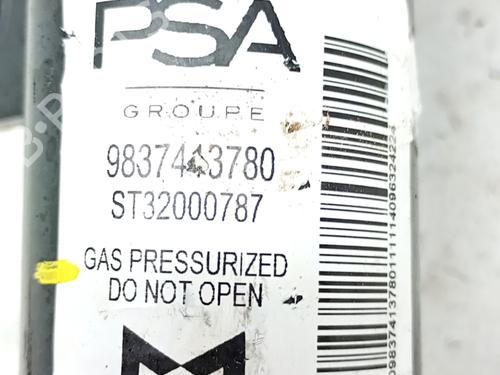 PSA
GROUPE
9837413780
ST32000787
GAS PRESSURIZED
DO NOT OPEN